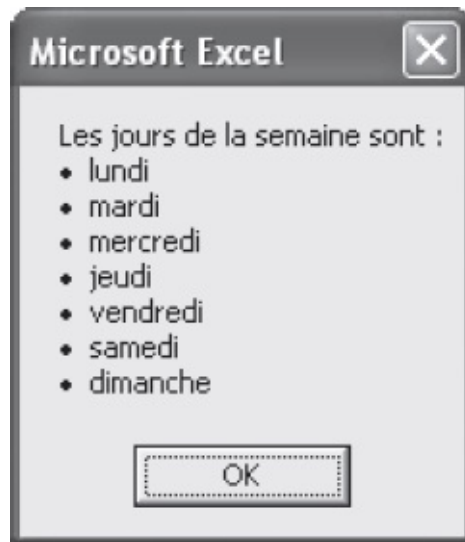 Microsoft Excel
Les jours de la semaine sont :
• lundi
• mardi
• mercredi
• jeudi
• vendredi
• samedi
• dimanche
OK